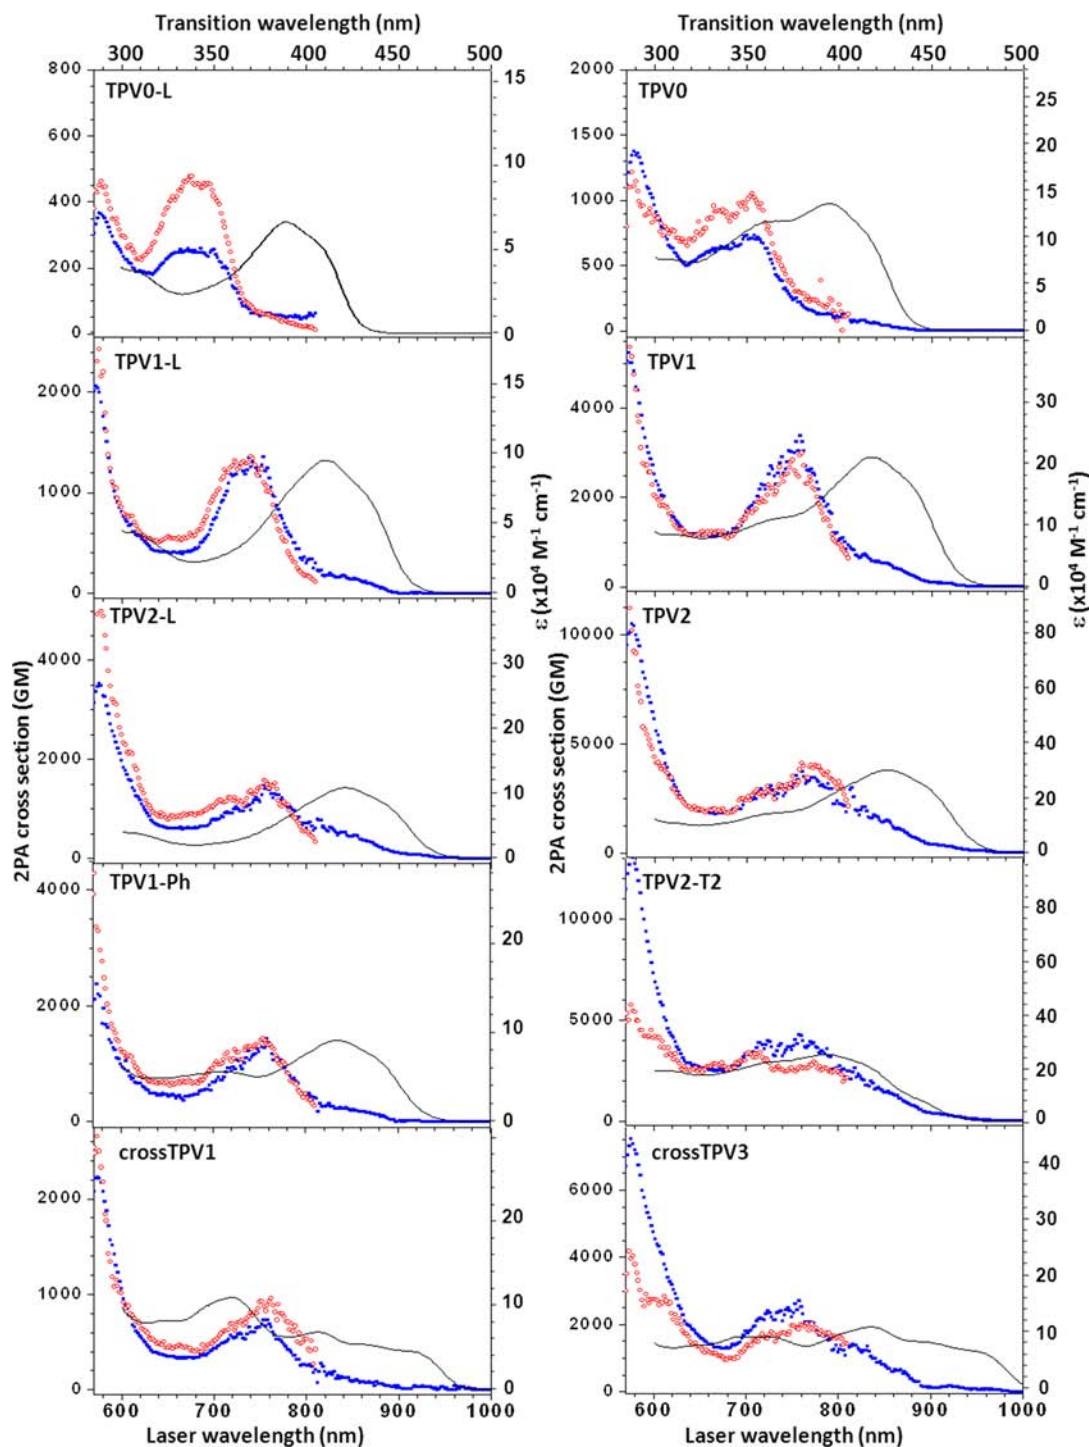 Transition wavelength (nm) Transition wavelength (nm)
300 350 400 450 500 300 350 400 450 500
800 TPV0-L 15 2000 TPV0 25
600 1500 20
10 15
400 1000
5 10
200 500 5
0 0 0 0
TPV1-L TPV1
2000 15 4000 30
10 20
1000 2000
5 10
0 0 0 0
TPV2-L TPV2
4000 30 10000 80
60
20
2000 5000 40
10 20
0 0 0 0
TPV1-Ph TPV2-T2
4000 10000 80
20 60
2000 10 5000 40
20
0 0 0 0
crossTPV1 crossTPV3
2000 20 6000 40
30
4000
1000 10 20
2000 10
0 0 0 0
600 700 800 900 1000 600 700 800 900 1000
Laser wavelength (nm) Laser wavelength (nm)
2PA cross section (GM)
ε (x10⁴ M⁻¹ cm⁻¹)
2PA cross section (GM)
ε (x10⁴ M⁻¹ cm⁻¹)